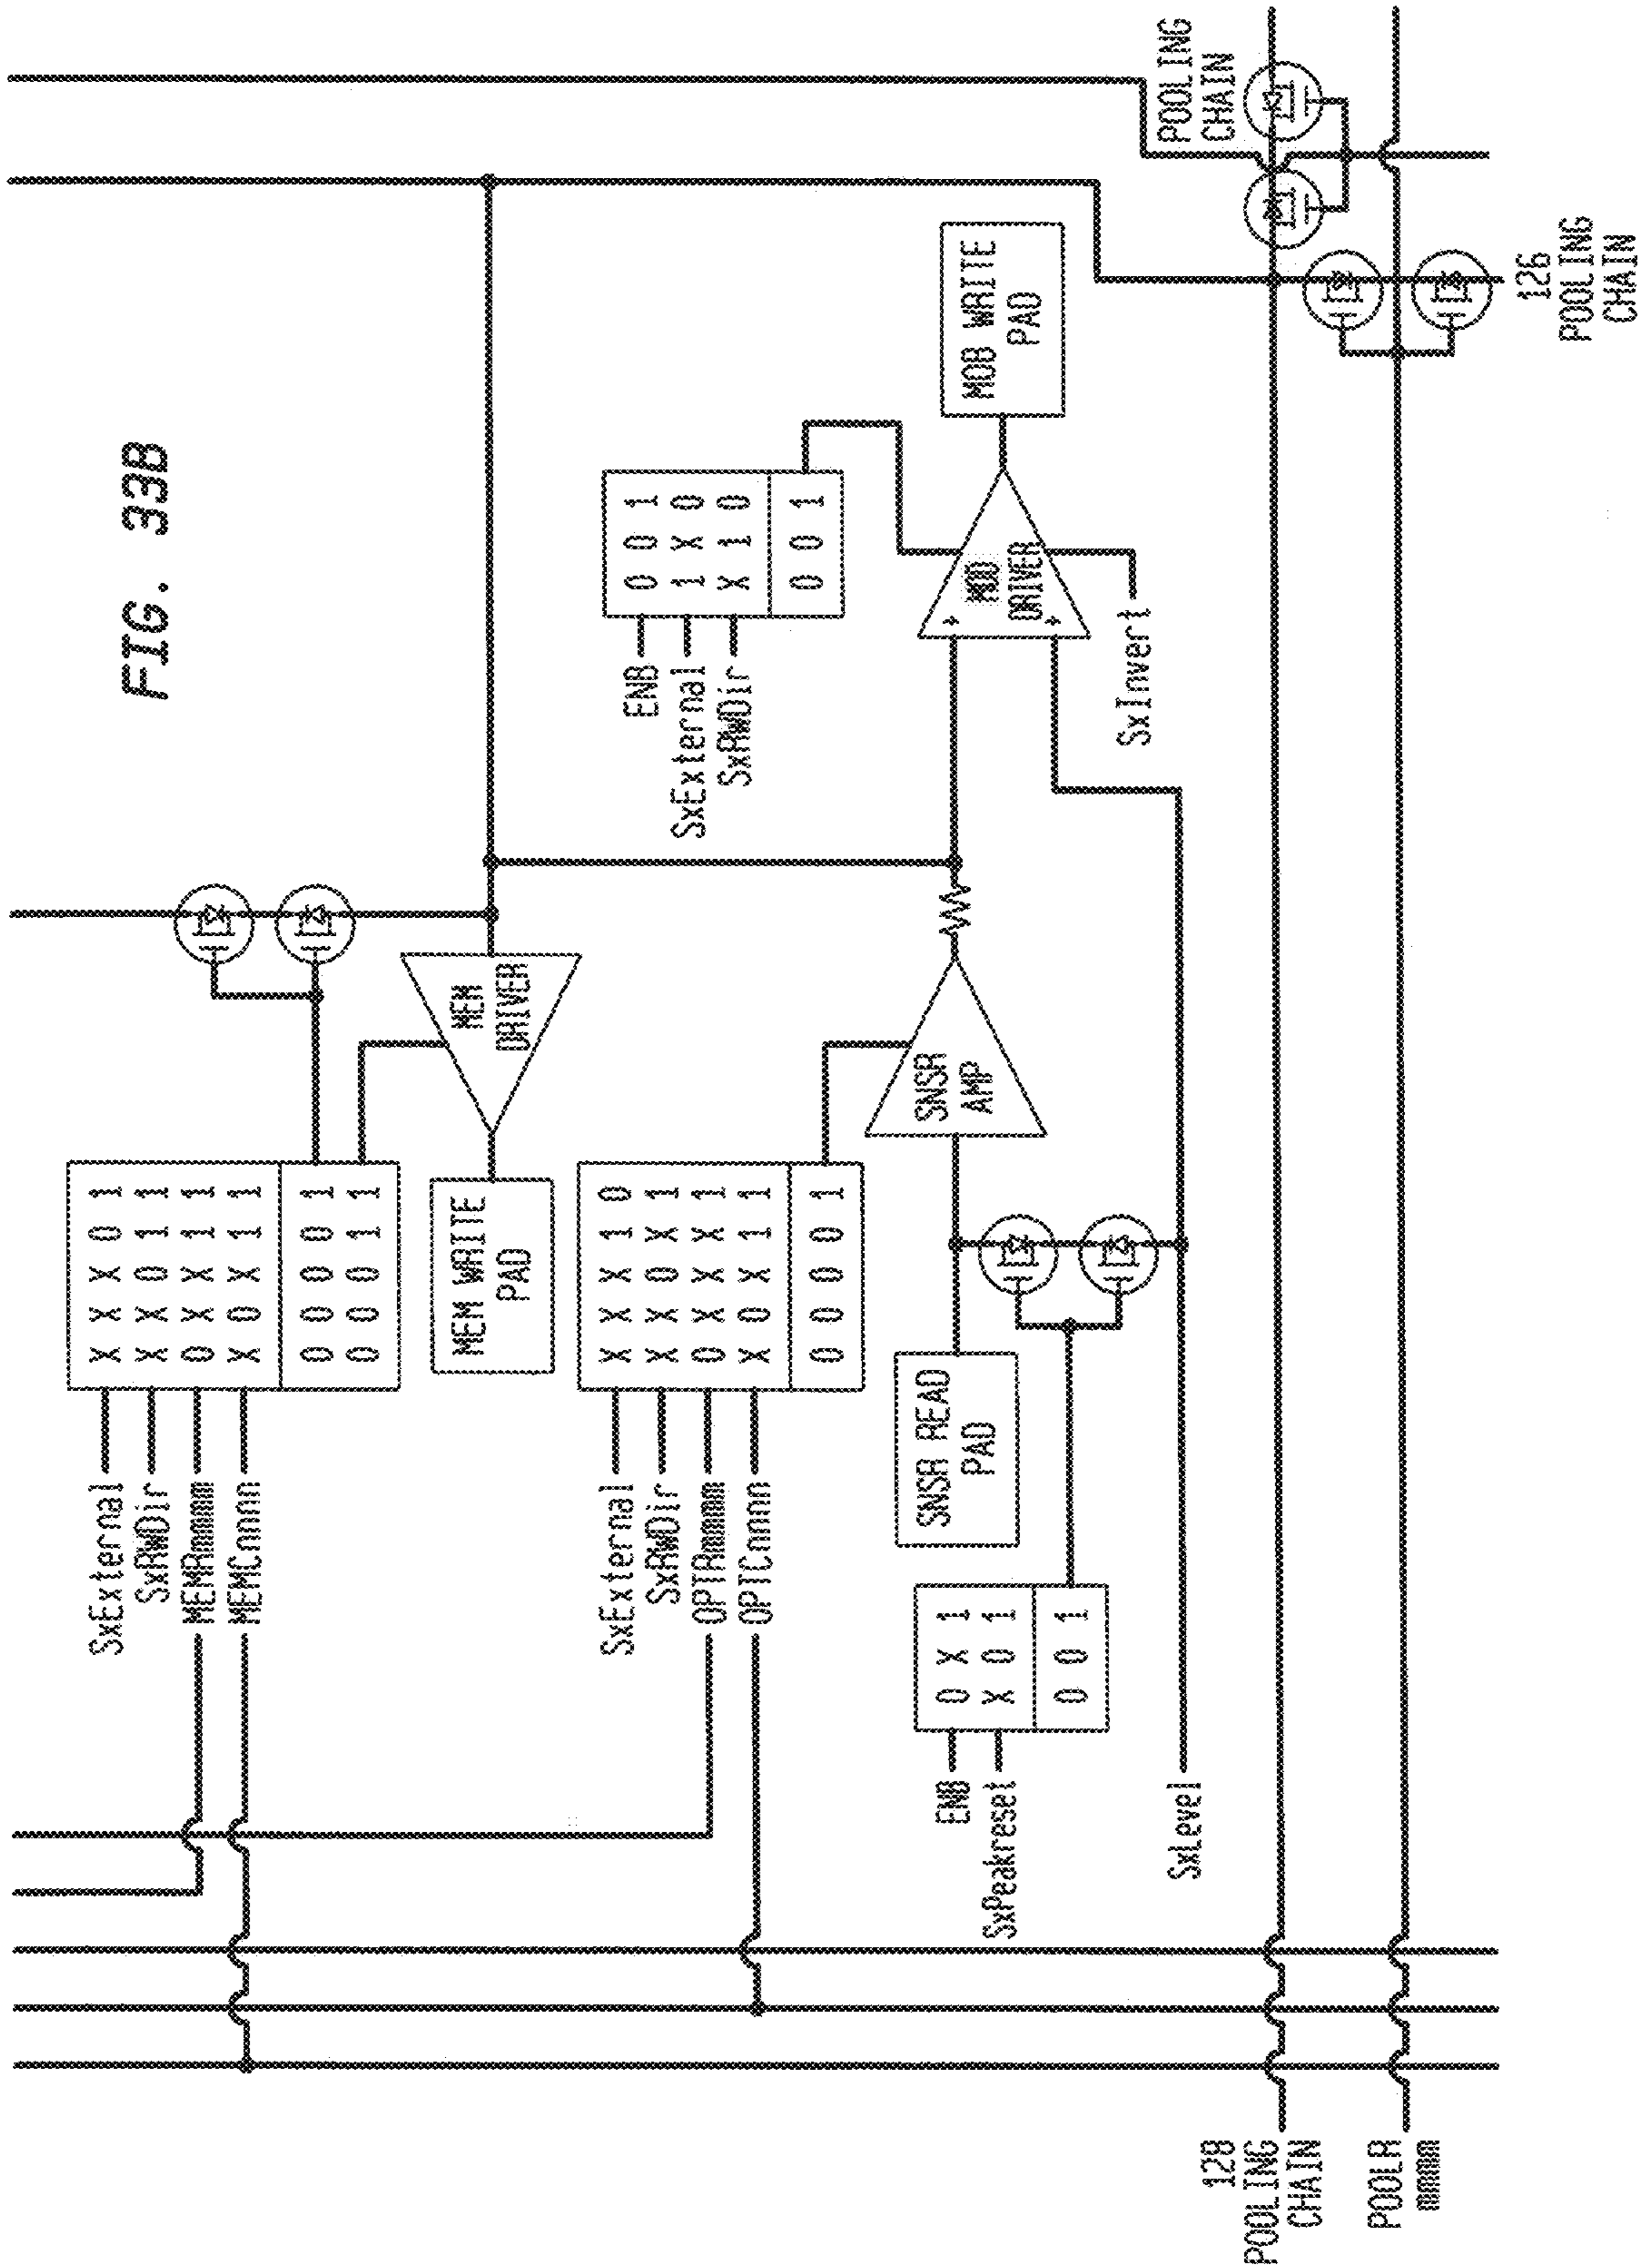 FIG. 33B
SxExternal X X X 0 1
SxRWDir X X 0 1 1
MEMRmmmm 0 X X 1 1
MEMCnnnn X 0 X 1 1
0 0 0 0 1
0 0 0 1 1
MEM
DRIVER
MEM WRITE
PAD
SxExternal X X X 1 0
SxRWDir X X 0 X 1
OPTRmmmm 0 X X X 1
OPTCnnnn X 0 X 1 1
0 0 0 0 1
ENB 0 0 1
SxExternal 1 X 0
SxRWDir X 1 0
0 0 1
SNSR READ
PAD
SNSR
AMP
+
+
MOD
DRIVER
MOB WRITE
PAD
ENB 0 X 1
SxPeakreset X 0 1
0 0 1
SxInvert
SxLevel
POOLING
CHAIN
128
POOLING
CHAIN
POOLR
mmmm
126
POOLING
CHAIN